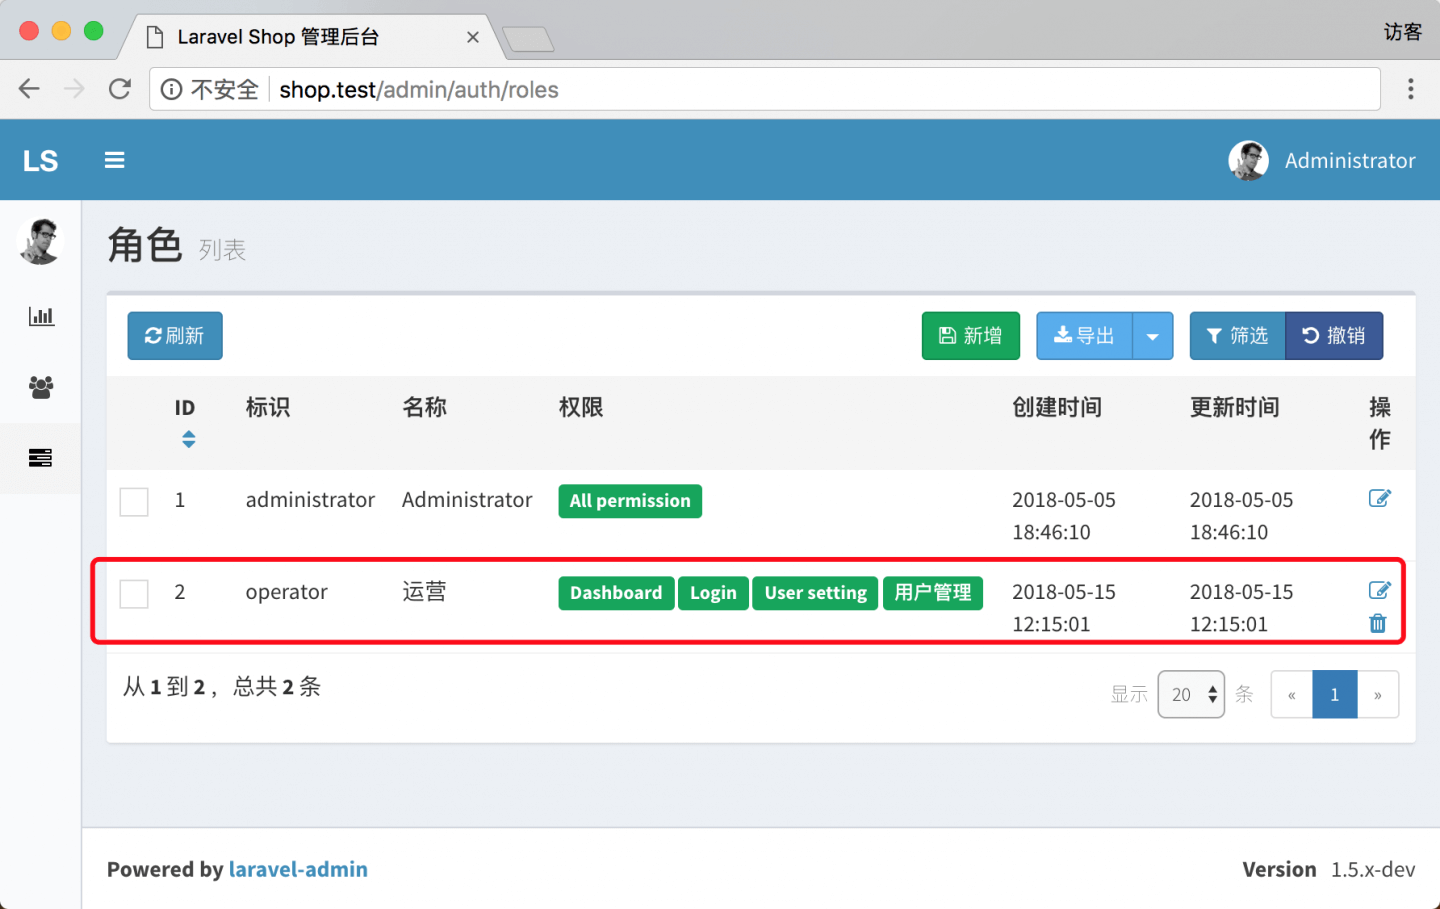 Laravel Shop 管理后台
访客
不安全 shop.test/admin/auth/roles
LS Administrator
角色 列表
刷新 新增 导出 筛选 撤销
ID 标识 名称 权限 创建时间 更新时间 操作
1 administrator Administrator All permission 2018-05-05 18:46:10 2018-05-05 18:46:10
2 operator 运营 Dashboard Login User setting 用户管理 2018-05-15 12:15:01 2018-05-15 12:15:01
从 1 到 2 ，总共 2 条 显示 20 条 « 1 »
Powered by laravel-admin Version 1.5.x-dev